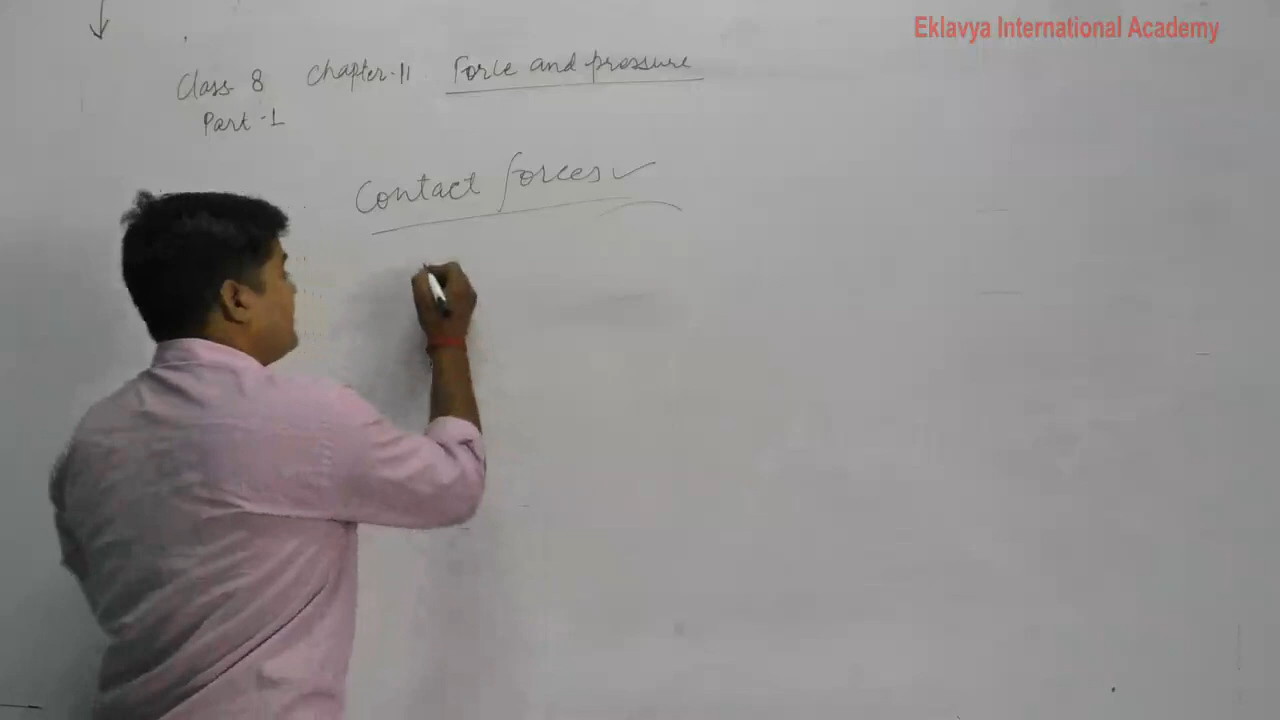 Eklavya International Academy
Class- 8 Chapter-11 Force and pressure
Part-1
Contact forces